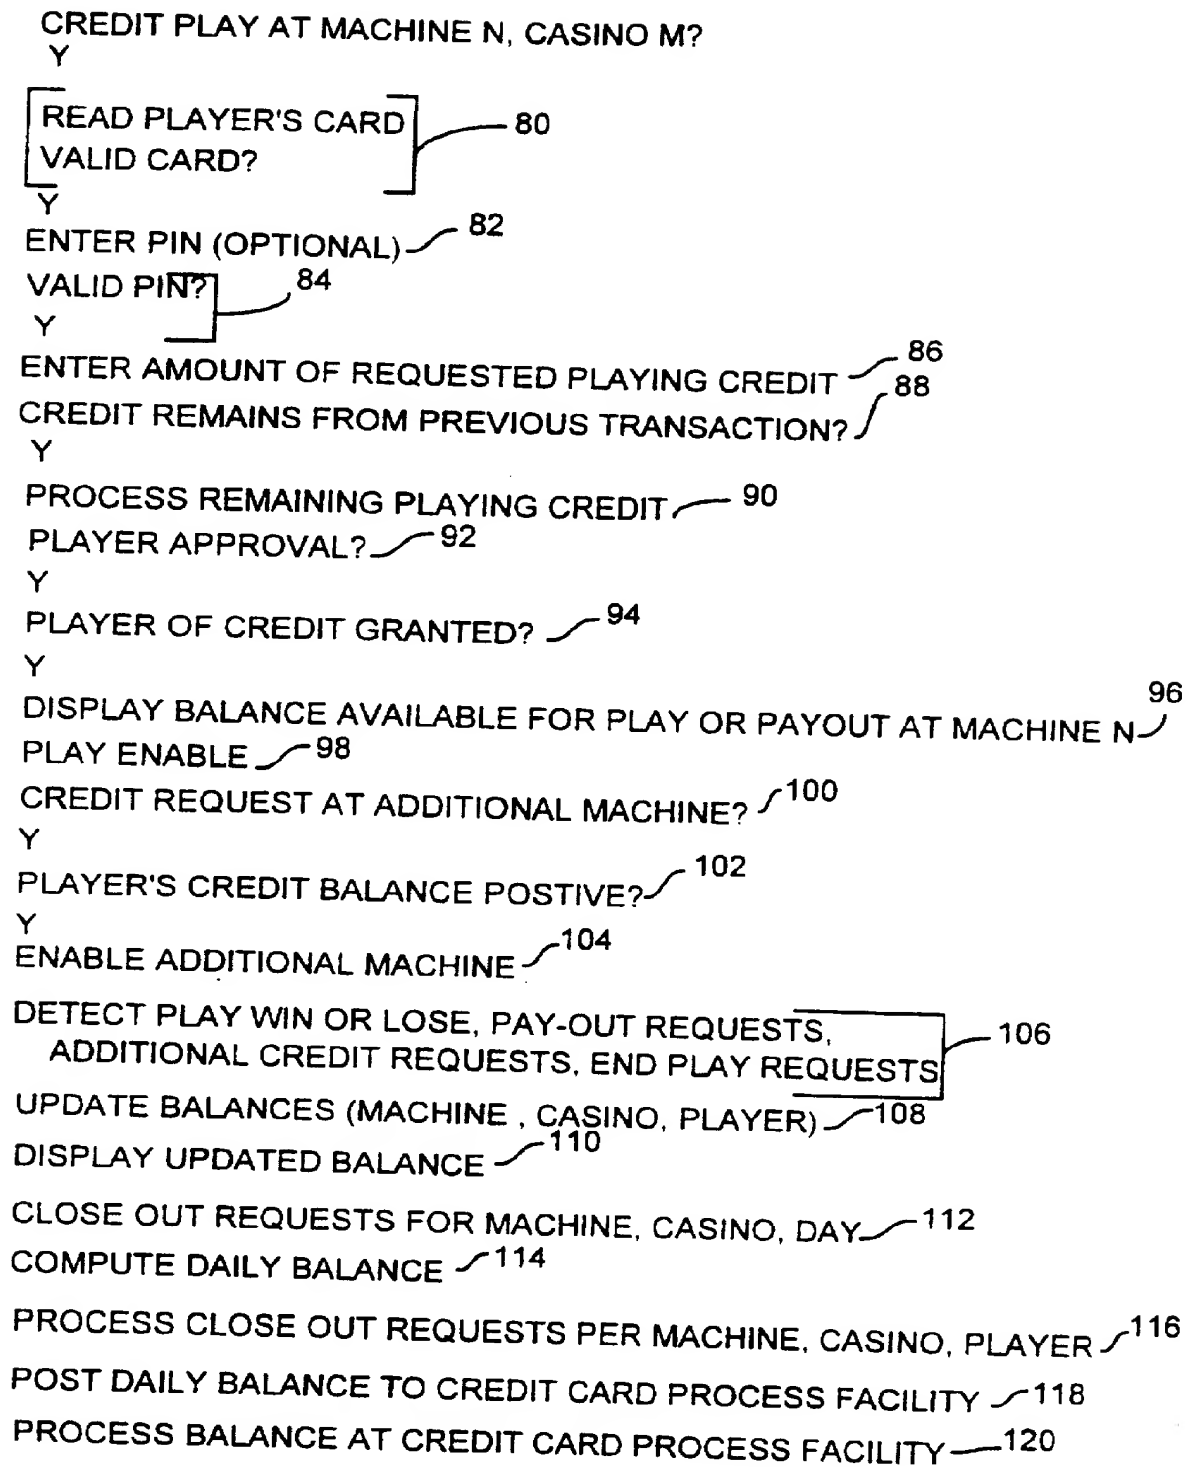 CREDIT PLAY AT MACHINE N, CASINO M?
Y
READ PLAYER'S CARD
80
VALID CARD?
Y
ENTER PIN (OPTIONAL) 82
VALID PIN? 84
Y
ENTER AMOUNT OF REQUESTED PLAYING CREDIT 86
CREDIT REMAINS FROM PREVIOUS TRANSACTION? 88
Y
PROCESS REMAINING PLAYING CREDIT 90
PLAYER APPROVAL? 92
Y
PLAYER OF CREDIT GRANTED? 94
Y
DISPLAY BALANCE AVAILABLE FOR PLAY OR PAYOUT AT MACHINE N 96
PLAY ENABLE 98
CREDIT REQUEST AT ADDITIONAL MACHINE? 100
Y
PLAYER'S CREDIT BALANCE POSTIVE? 102
Y
ENABLE ADDITIONAL MACHINE 104
DETECT PLAY WIN OR LOSE, PAY-OUT REQUESTS, 106
ADDITIONAL CREDIT REQUESTS, END PLAY REQUESTS
UPDATE BALANCES (MACHINE , CASINO, PLAYER) 108
DISPLAY UPDATED BALANCE 110
CLOSE OUT REQUESTS FOR MACHINE, CASINO, DAY 112
COMPUTE DAILY BALANCE 114
PROCESS CLOSE OUT REQUESTS PER MACHINE, CASINO, PLAYER 116
POST DAILY BALANCE TO CREDIT CARD PROCESS FACILITY 118
PROCESS BALANCE AT CREDIT CARD PROCESS FACILITY 120